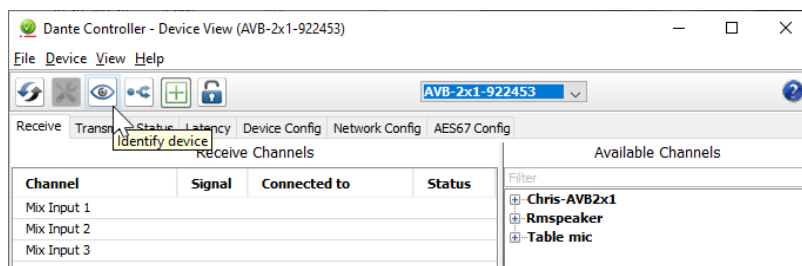 Dante Controller - Device View (AVB-2x1-922453)
File Device View Help
AVB-2x1-922453
Receive Transm Status Latency Device Config Network Config AES67 Config
Identify device
Receive Channels Available Channels
Channel Signal Connected to Status
Filter
Mix Input 1
Mix Input 2
Mix Input 3
Chris-AVB2x1
Rmspeaker
Table mic